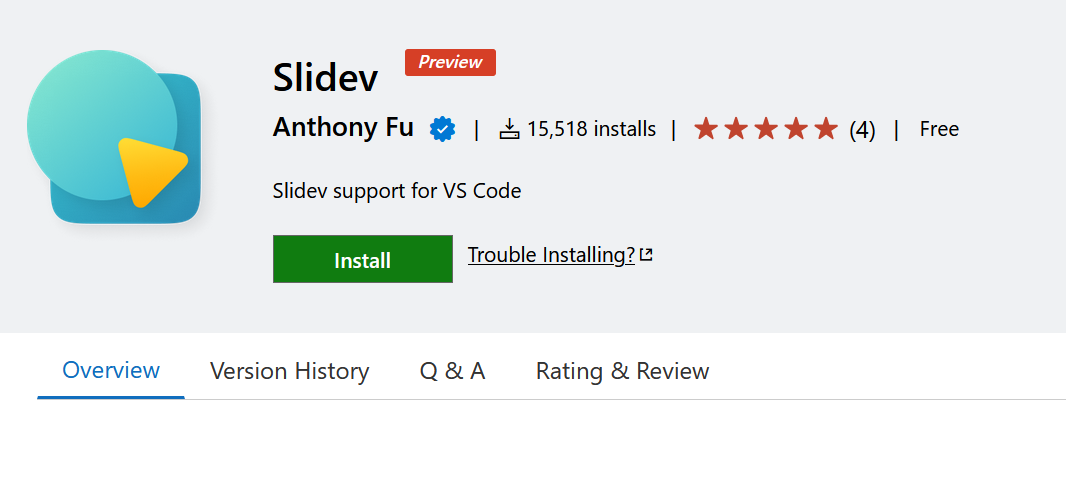 Slidev Preview
Anthony Fu | 15,518 installs | (4) | Free
Slidev support for VS Code
Install Trouble Installing?
Overview Version History Q & A Rating & Review